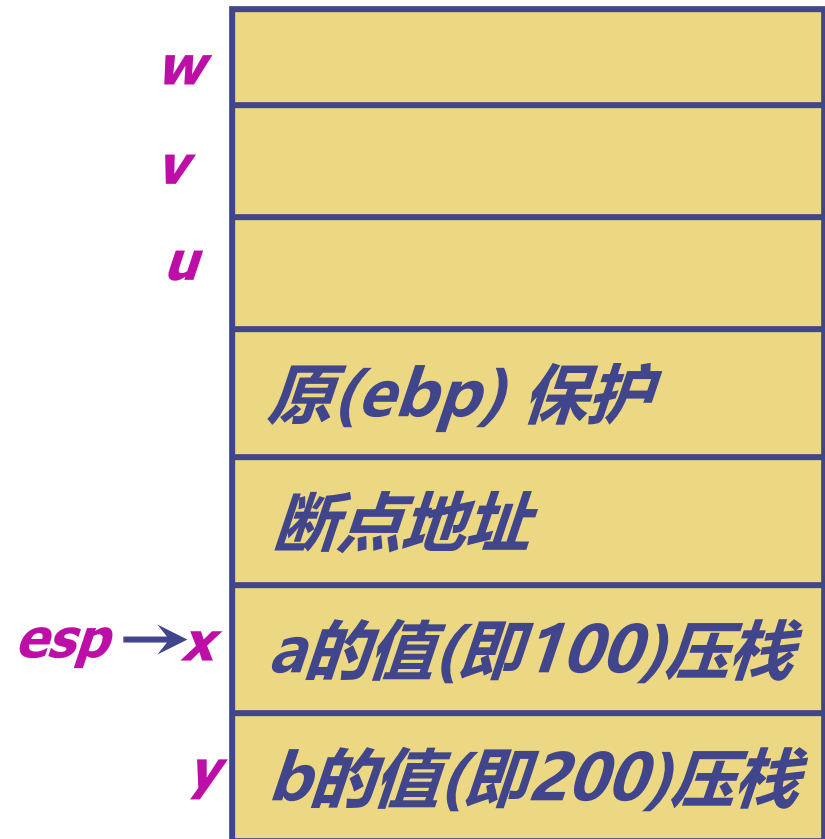 w
v
u
原(ebp) 保护
断点地址
esp → x a的值(即100)压栈
y b的值(即200)压栈